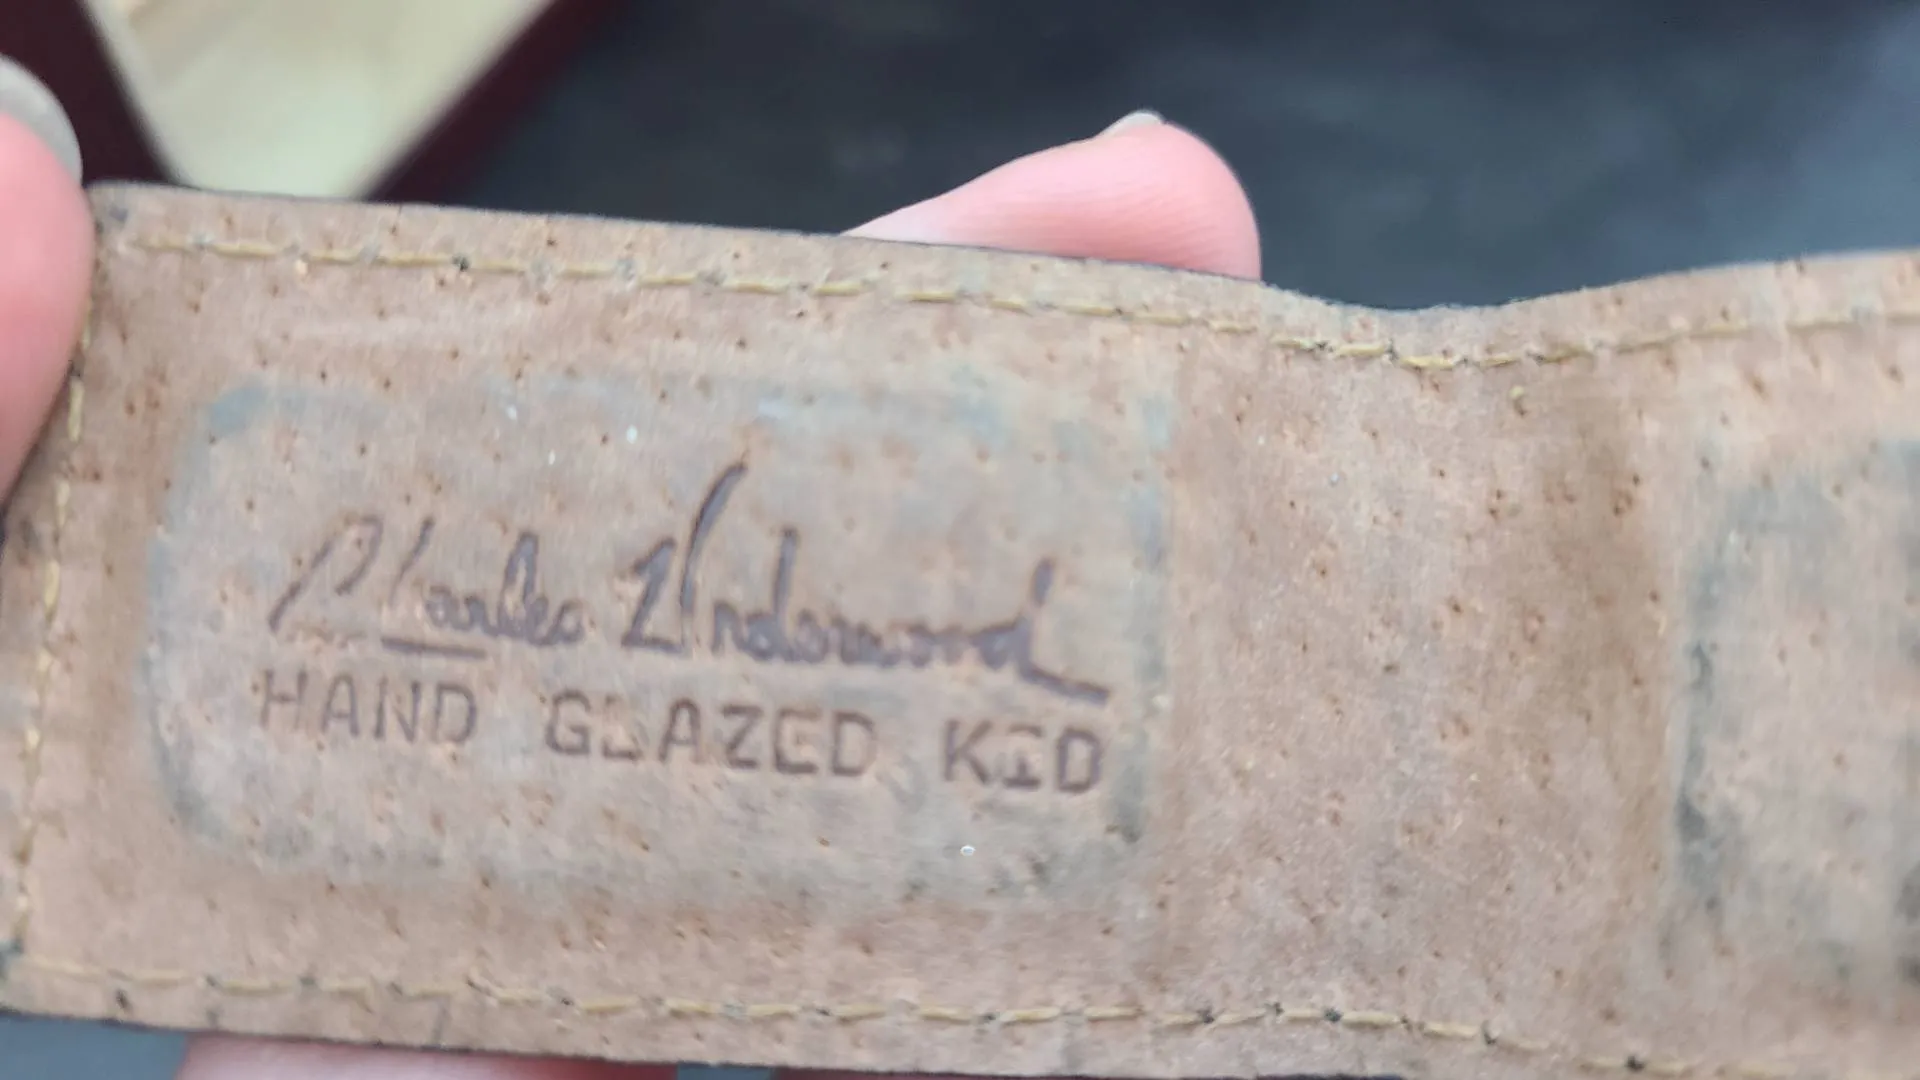 Charles Underwood
HAND GLAZED KID